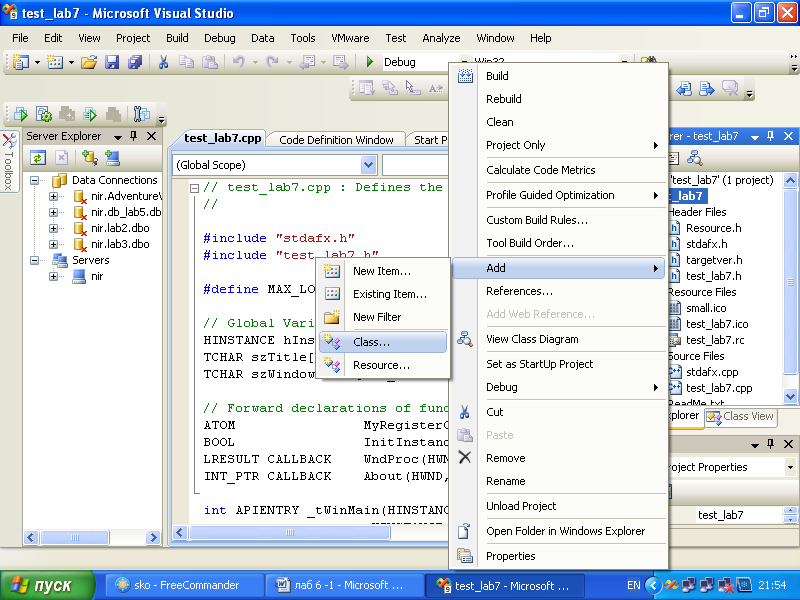 test_lab7 - Microsoft Visual Studio
File Edit View Project Build Debug Data Tools VMware Test Analyze Window Help
Debug
Server Explorer
Toolbox
Data Connections
nir.db_lab5.db
nir.lab2.dbo
nir.lab3.dbo
Servers
nir
test_lab7.cpp Code Definition Window Start P
(Global Scope)
// test_lab7.cpp : Defines the
//
#include "stdafx.h"
#include "test_lab7.h"
#define MAX_LO
// Global Vari
HINSTANCE hIns
TCHAR szTitle[
TCHAR szWindow
// Forward declarations of func
ATOM MyRegisterC
BOOL InitInstanc
LRESULT CALLBACK WndProc(HWN
INT_PTR CALLBACK About(HWND,
int APIENTRY _tWinMain(HINSTANC
New Item...
Existing Item...
New Filter
Class...
Resource...
Build
Rebuild
Clean
Project Only
Calculate Code Metrics
Profile Guided Optimization
Custom Build Rules...
Tool Build Order...
Add
References...
Add Web Reference...
View Class Diagram
Set as StartUp Project
Debug
Cut
Paste
Remove
Rename
Unload Project
Open Folder in Windows Explorer
Properties
rer - test_lab7
'test_lab7' (1 project)
_lab7
Header Files
Resource.h
stdafx.h
targetver.h
test_lab7.h
Resource Files
small.ico
test_lab7.ico
test_lab7.rc
Source Files
stdafx.cpp
test_lab7.cpp
ReadMe.txt
xplorer Class View
roject Properties
test_lab7
пуск
sko - FreeCommander
лаб 6 -1 - Microsoft ...
test_lab7 - Microsoft ...
EN
21:54